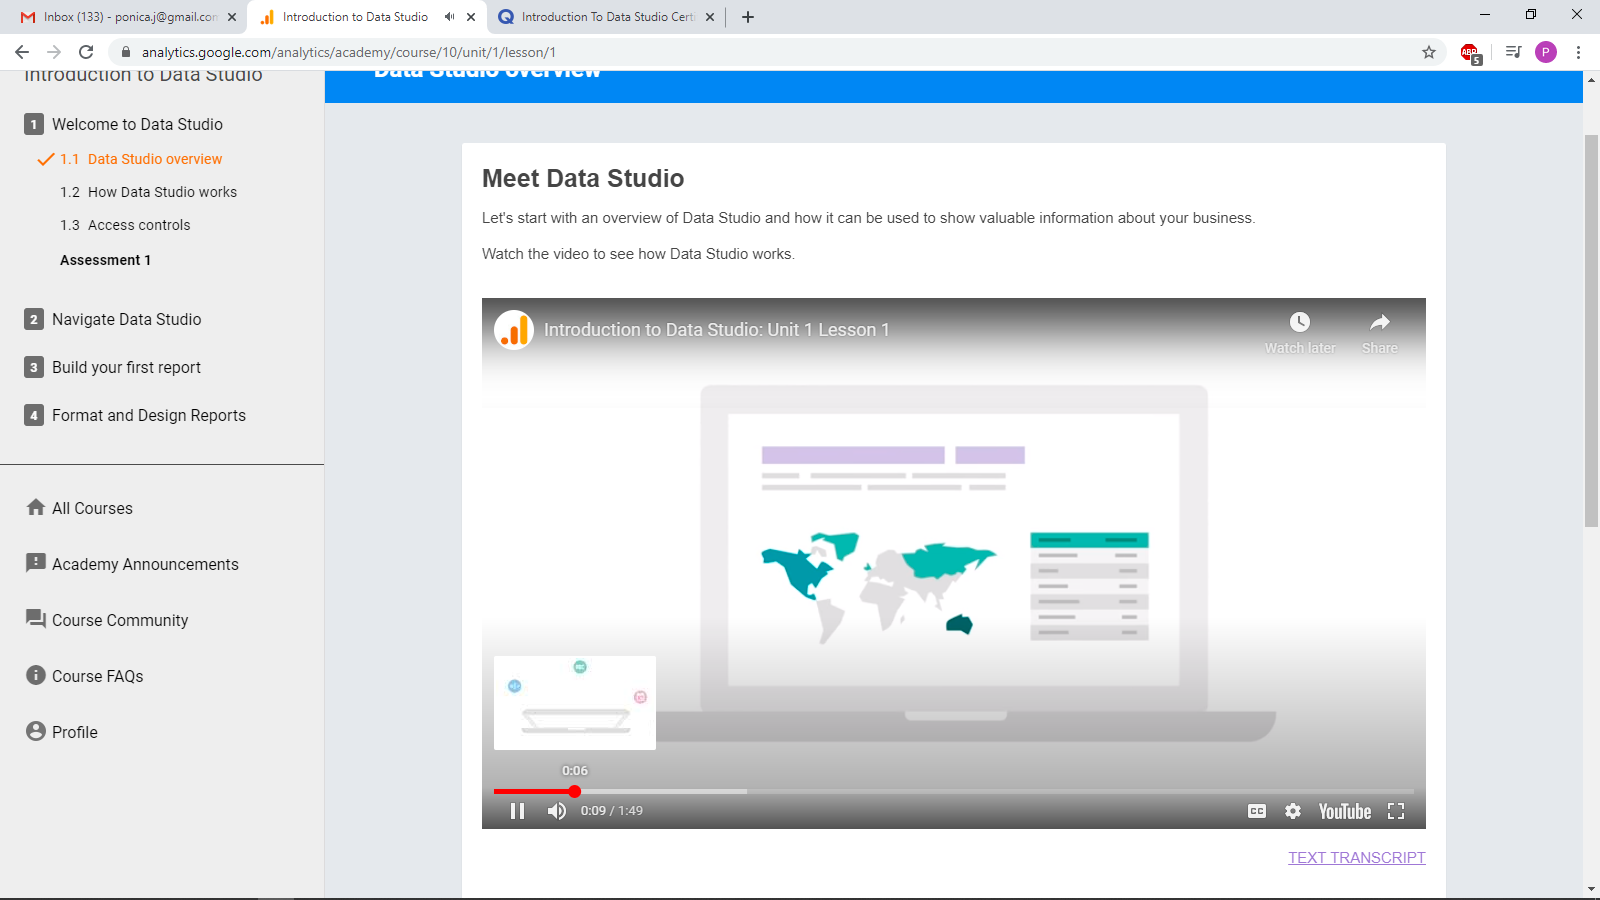 Inbox (133) - ponica.j@gmail.com
Introduction to Data Studio
Introduction To Data Studio Certi
analytics.google.com/analytics/academy/course/10/unit/1/lesson/1
ABP
5
P
Introduction to Data Studio
Data Studio overview
1 Welcome to Data Studio
1.1 Data Studio overview
1.2 How Data Studio works
1.3 Access controls
Assessment 1
2 Navigate Data Studio
3 Build your first report
4 Format and Design Reports
All Courses
Academy Announcements
Course Community
Course FAQs
Profile
Meet Data Studio
Let's start with an overview of Data Studio and how it can be used to show valuable information about your business.
Watch the video to see how Data Studio works.
Introduction to Data Studio: Unit 1 Lesson 1
Watch later
Share
0:06
0:09 / 1:49
CC
YouTube
TEXT TRANSCRIPT